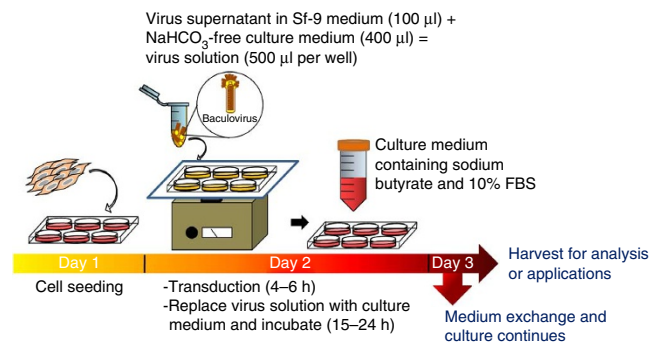 Virus supernatant in Sf-9 medium (100 µl) +
NaHCO₃-free culture medium (400 µl) =
virus solution (500 µl per well)
Baculovirus
Culture medium
containing sodium
butyrate and 10% FBS
Day 1
Day 2
Day 3
Harvest for analysis
or applications
Cell seeding
-Transduction (4–6 h)
-Replace virus solution with culture
medium and incubate (15–24 h)
Medium exchange and
culture continues